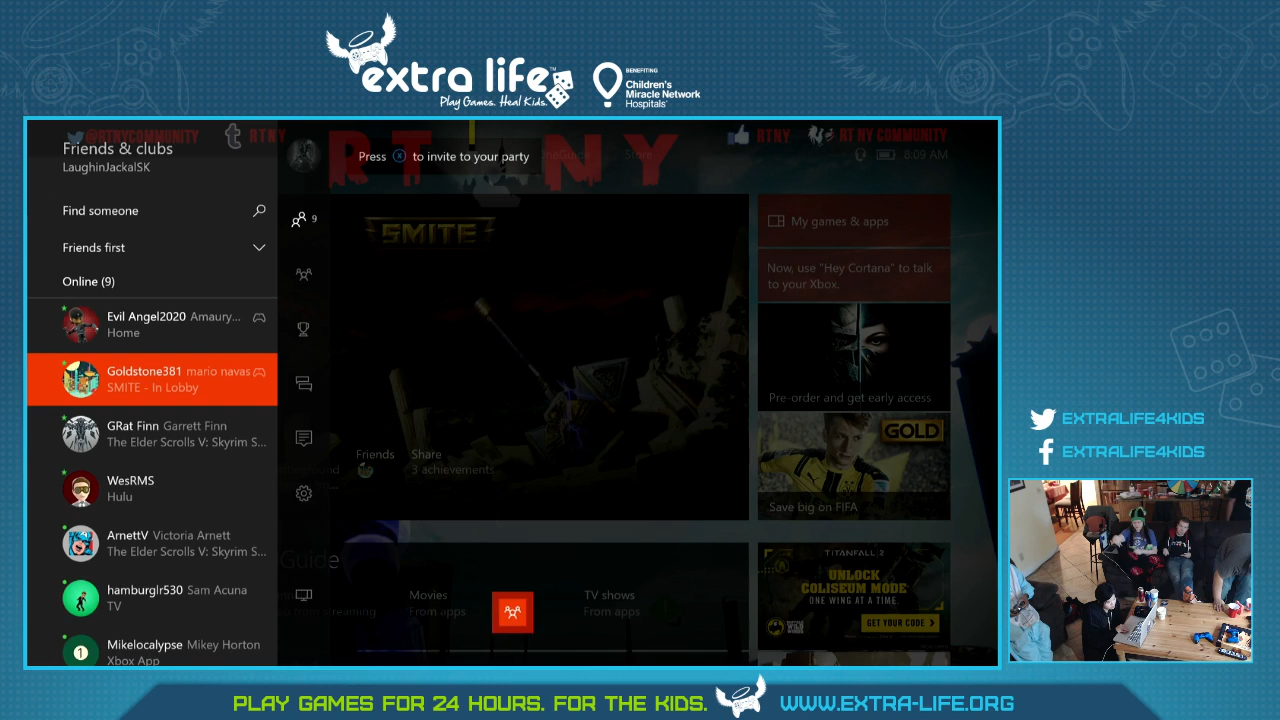 extra life™
Play Games. Heal Kids.
BENEFITING
Children's
Miracle Network
Hospitals
@RTNYCOMMUNITY
t RTNY
RT NY
RTNY
RT NY COMMUNITY
Friends & clubs
LaughinJackalSK
Press X to invite to your party
OneGuide
Store
8:09 AM
Find someone
9
Friends first
Online (9)
Evil Angel2020 Amaury...
Home
Goldstone381 mario navas
SMITE - In Lobby
GRat Finn Garrett Finn
The Elder Scrolls V: Skyrim S...
WesRMS
Hulu
ArnettV Victoria Arnett
The Elder Scrolls V: Skyrim S...
hamburglr530 Sam Acuna
TV
1
Mikelocalypse Mikey Horton
Xbox App
SMITE
Friends
Share
3 achievements
My games & apps
Now, use "Hey Cortana" to talk
to your Xbox.
Pre-order and get early access
GOLD
Save big on FIFA
Guide
Movies
From apps
streaming
TV shows
From apps
TITANFALL 2
UNLOCK
COLISEUM MODE
ONE WING AT A TIME.
GET YOUR CODE >
EXTRALIFE4KIDS
f EXTRALIFE4KIDS
PLAY GAMES FOR 24 HOURS. FOR THE KIDS.
WWW.EXTRA-LIFE.ORG